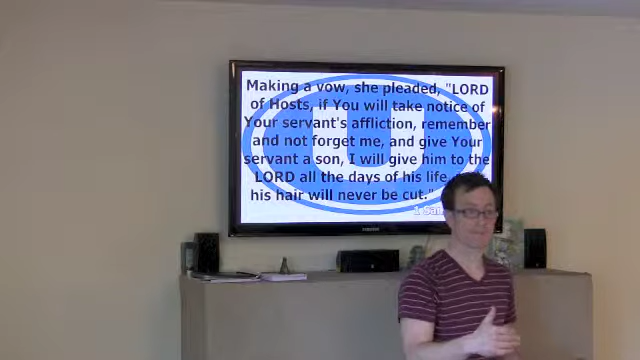 Making a vow, she pleaded, "LORD
of Hosts, if You will take notice of
Your servant's affliction, remember
and not forget me, and give Your
servant a son, I will give him to the
LORD all the days of his life,
his hair will never be cut."
1 Sam